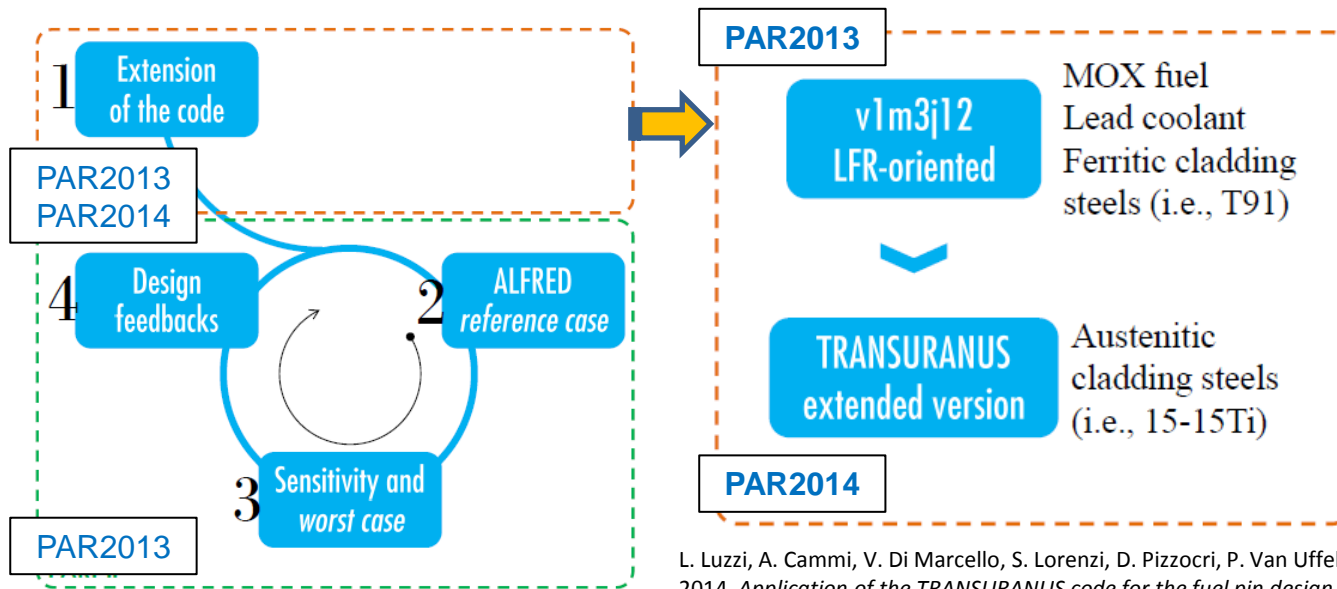 1
Extension
of the code
PAR2013
PAR2014
4
Design
feedbacks
2
ALFRED
reference case
3
Sensitivity and
worst case
PAR2013
PAR2013
v1m3j12
LFR-oriented
MOX fuel
Lead coolant
Ferritic cladding
steels (i.e., T91)
TRANSURANUS
extended version
Austenitic
cladding steels
(i.e., 15-15Ti)
PAR2014
L. Luzzi, A. Cammi, V. Di Marcello, S. Lorenzi, D. Pizzocri, P. Van Uffel
2014. Application of the TRANSURANUS code for the fuel pin design